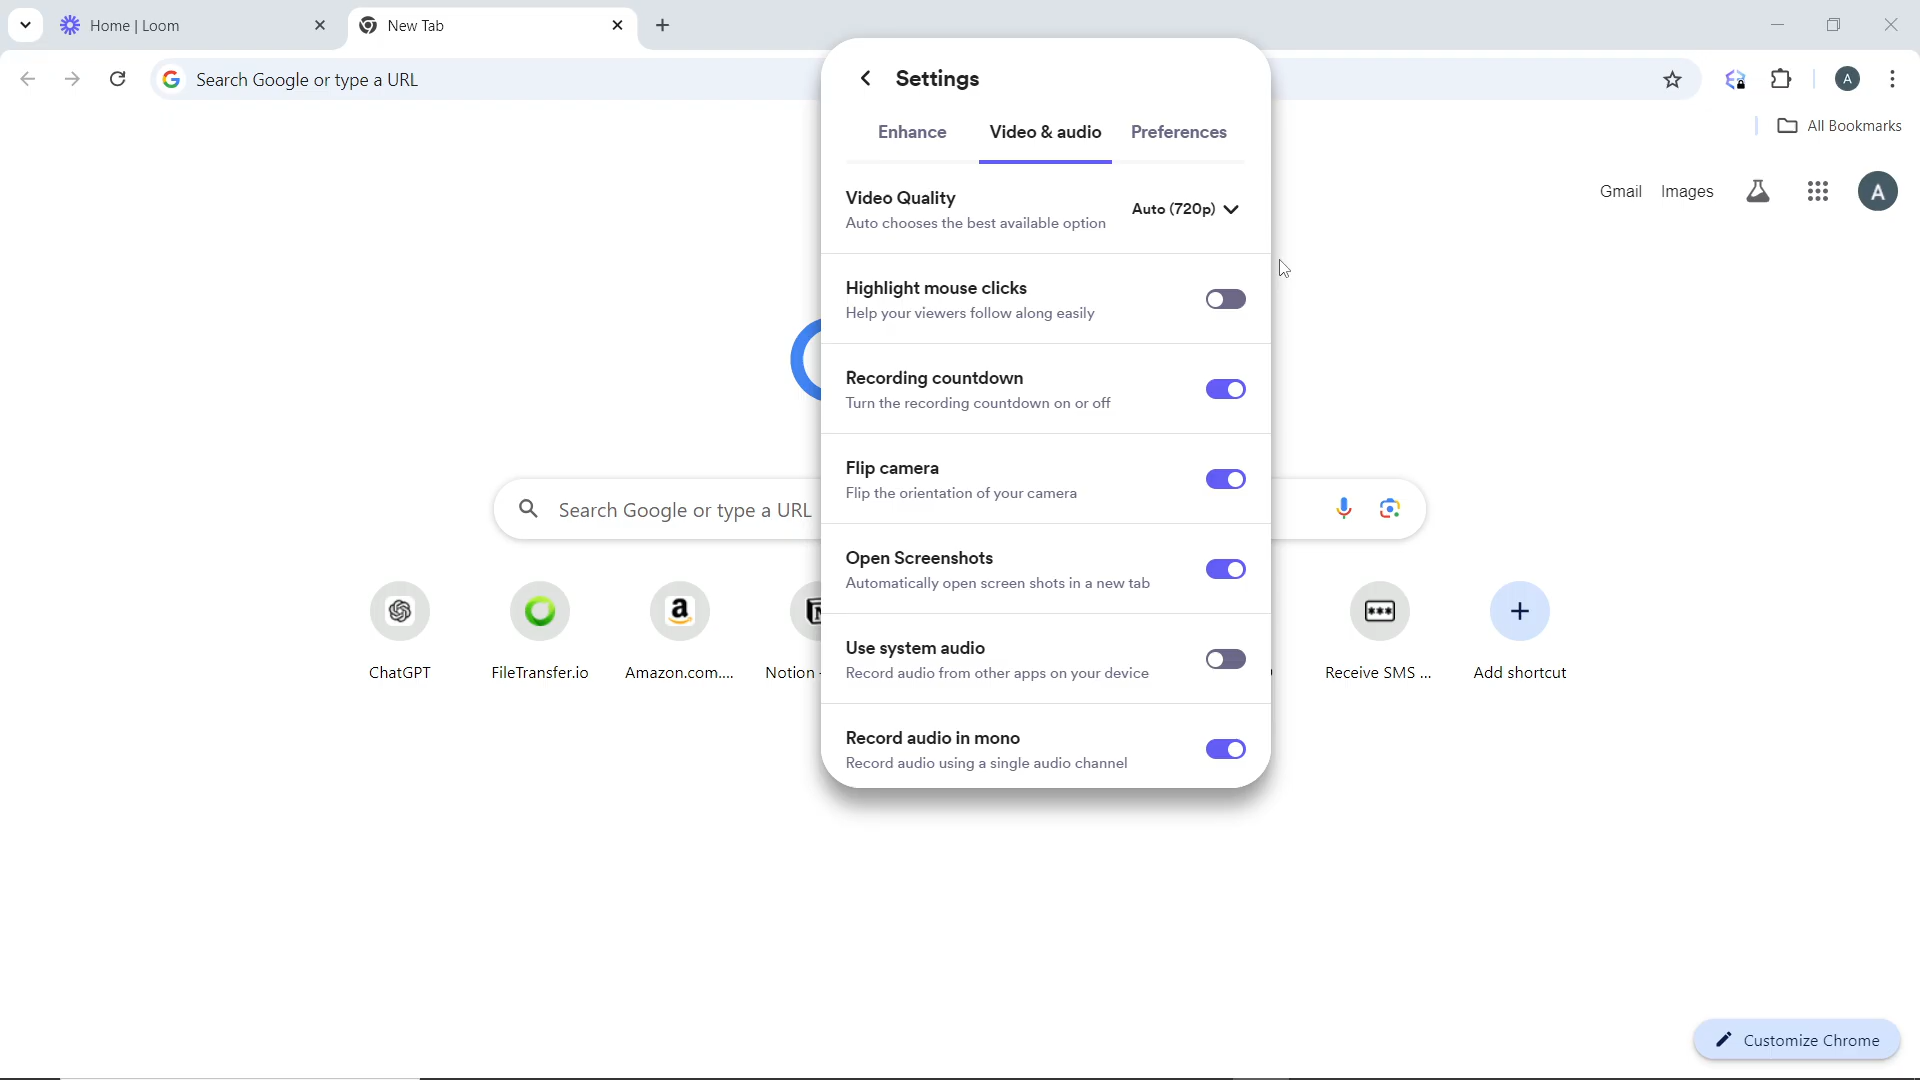 Home | Loom
New Tab
Search Google or type a URL
A
All Bookmarks
Gmail
Images
A
Settings
Enhance
Video & audio
Preferences
Video Quality
Auto chooses the best available option
Auto (720p)
Highlight mouse clicks
Help your viewers follow along easily
Recording countdown
Turn the recording countdown on or off
Flip camera
Flip the orientation of your camera
Open Screenshots
Automatically open screen shots in a new tab
Use system audio
Record audio from other apps on your device
Record audio in mono
Record audio using a single audio channel
Search Google or type a URL
ChatGPT
FileTransfer.io
Amazon.com....
Notion -
Receive SMS ...
Add shortcut
Customize Chrome